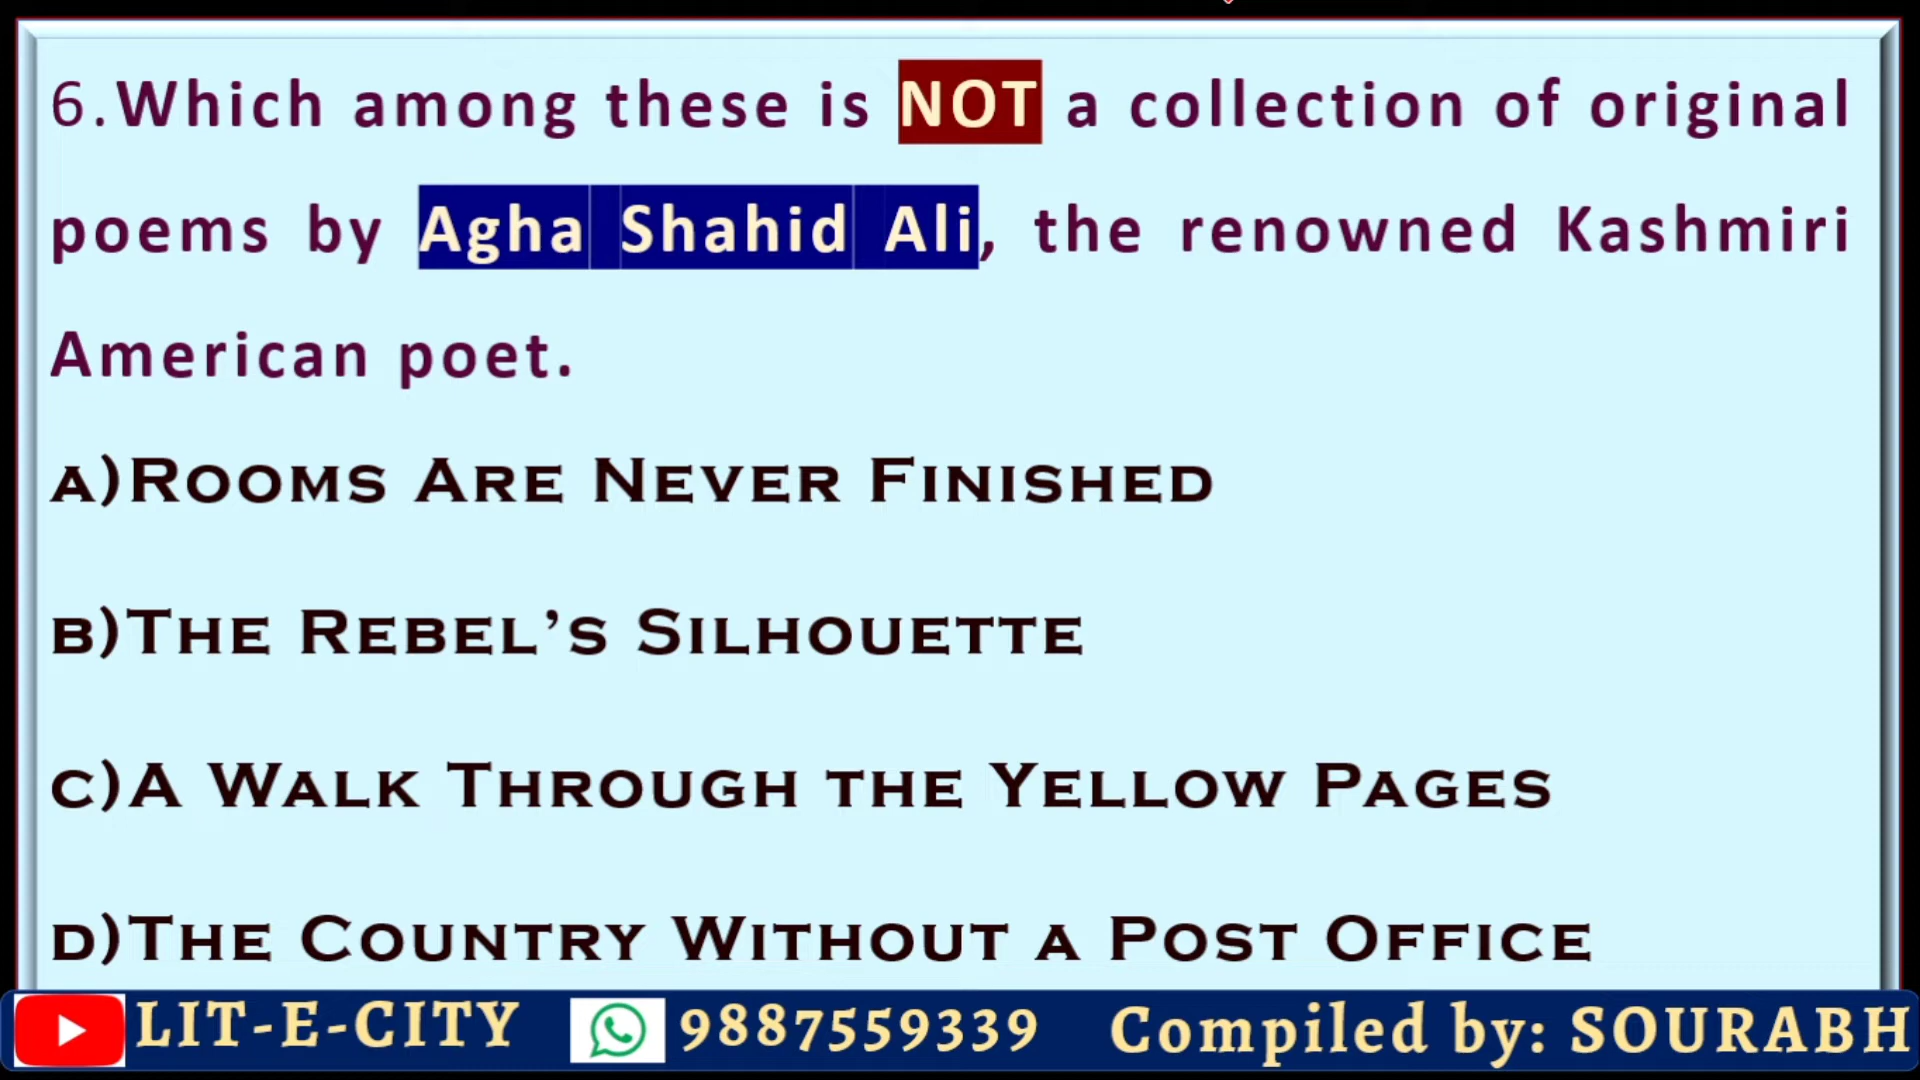 6.Which among these is NOT a collection of original
poems by Agha Shahid Ali, the renowned Kashmiri
American poet.
A)ROOMS ARE NEVER FINISHED
B)THE REBEL’S SILHOUETTE
C)A WALK THROUGH THE YELLOW PAGES
D)THE COUNTRY WITHOUT A POST OFFICE
LIT-E-CITY 9887559339 Compiled by: SOURABH